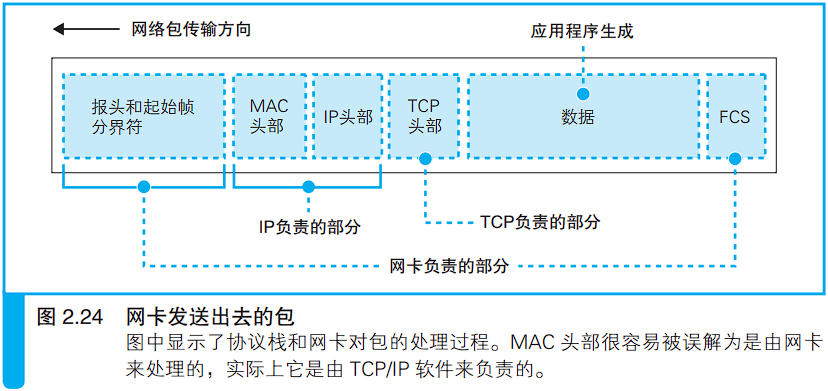 网络包传输方向
应用程序生成
报头和起始帧
分界符
MAC
头部
IP头部
TCP
头部
数据
FCS
IP负责的部分
TCP负责的部分
网卡负责的部分
图 2.24 网卡发送出去的包
图中显示了协议栈和网卡对包的处理过程。MAC 头部很容易被误解为是由网卡
来处理的，实际上它是由 TCP/IP 软件来负责的。